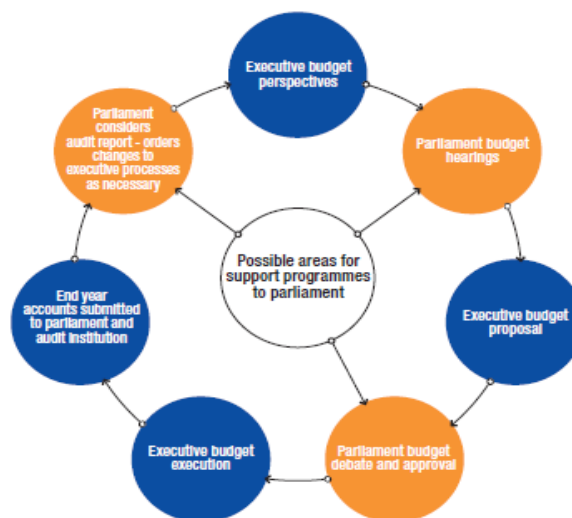 Executive budget
perspectives
Parliament
considers
audit report - orders
changes to
executive processes
as necessary
Parliament budget
hearings
Possible areas for
support programmes
to parliament
End year
accounts submitted
to parliament and
audit institution
Executive budget
proposal
Executive budget
execution
Parliament budget
debate and approval